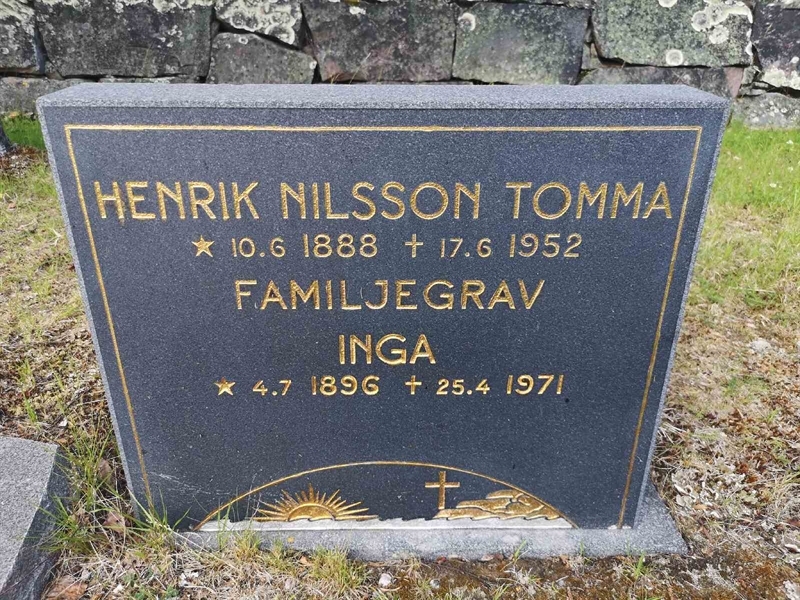 HENRIK NILSSON TOMMA
★ 10.6 1888 ✝ 17.6 1952
FAMILJEGRAV
INGA
★ 4.7 1896 ✝ 25.4 1971